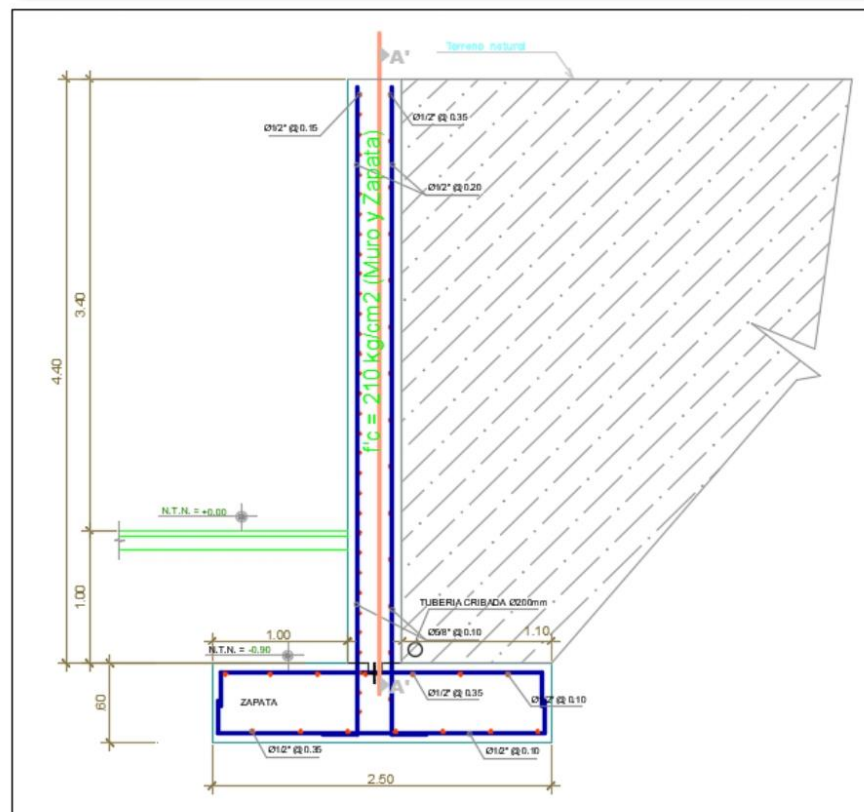 Terreno natural
A'
Ø1/2" @ 0.15
Ø1/2" @ 0.35
Ø1/2" @ 0.20
f'c = 210 kg/cm2 (Muro y Zapata)
3.40
4.40
N.T.N. = +0.00
1.00
TUBERIA CRIBADA Ø200mm
Ø5/8" @ 0.10
1.00
1.10
N.T.N. = -0.90
A'
Ø1/2" @ 0.35
Ø1/2" @ 0.10
60
ZAPATA
Ø1/2" @ 0.35
Ø1/2" @ 0.10
2.50